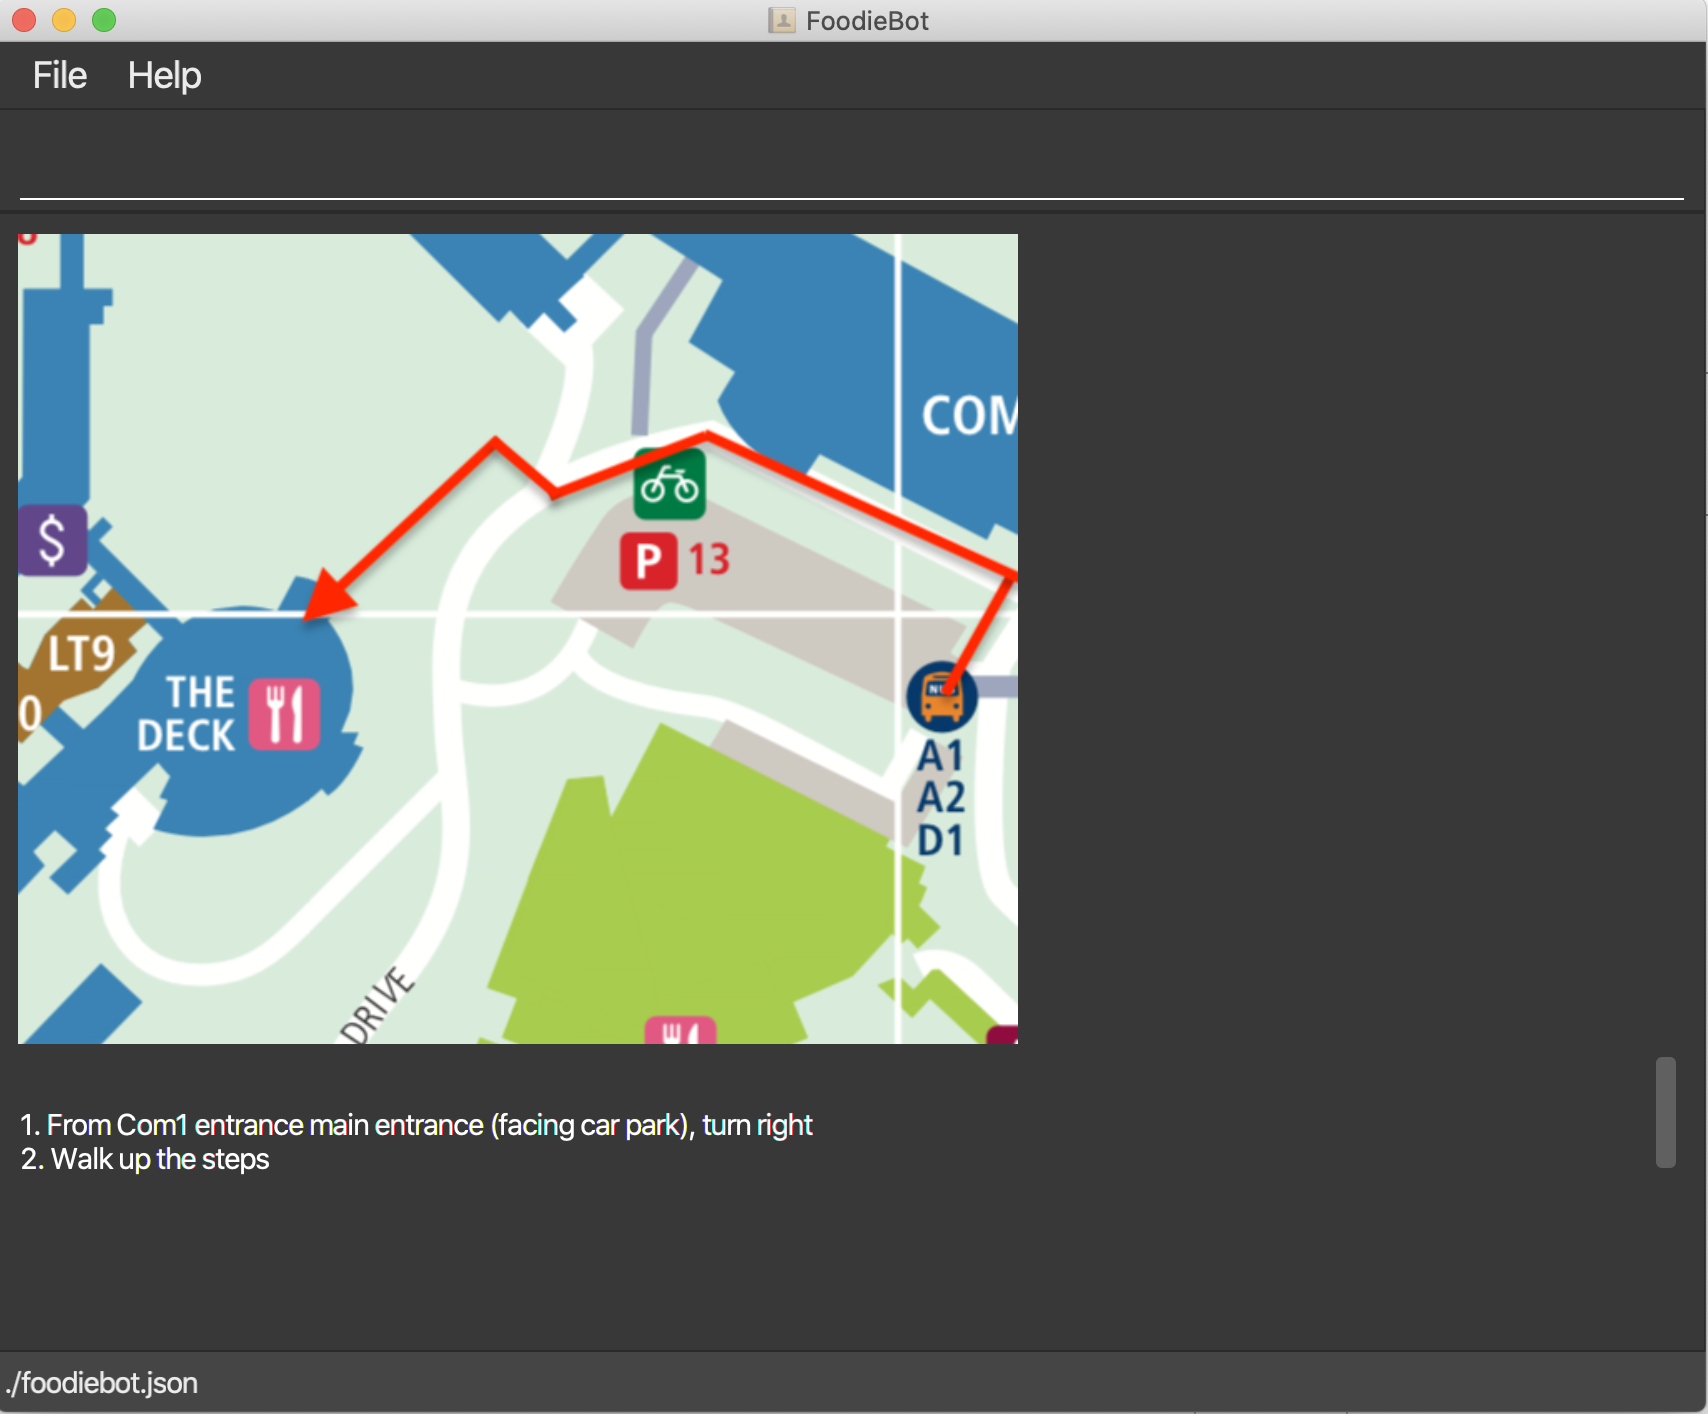 FoodieBot
File Help
COM
$
P 13
LT9
0
THE
DECK
NUS
A1
A2
D1
DRIVE
1. From Com1 entrance main entrance (facing car park), turn right
2. Walk up the steps
./foodiebot.json